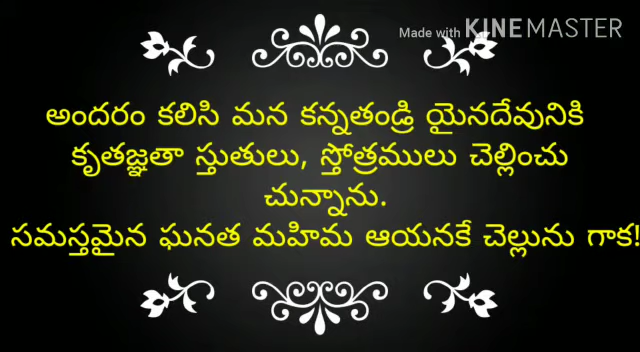 Made with KINEMASTER
అందరం కలిసి మన కన్నతండ్రి యైనదేవునికి
కృతజ్ఞతా స్తుతులు, స్తోత్రములు చెల్లించు
చున్నాను.
సమస్తమైన ఘనత మహిమ ఆయనకే చెల్లును గాక!